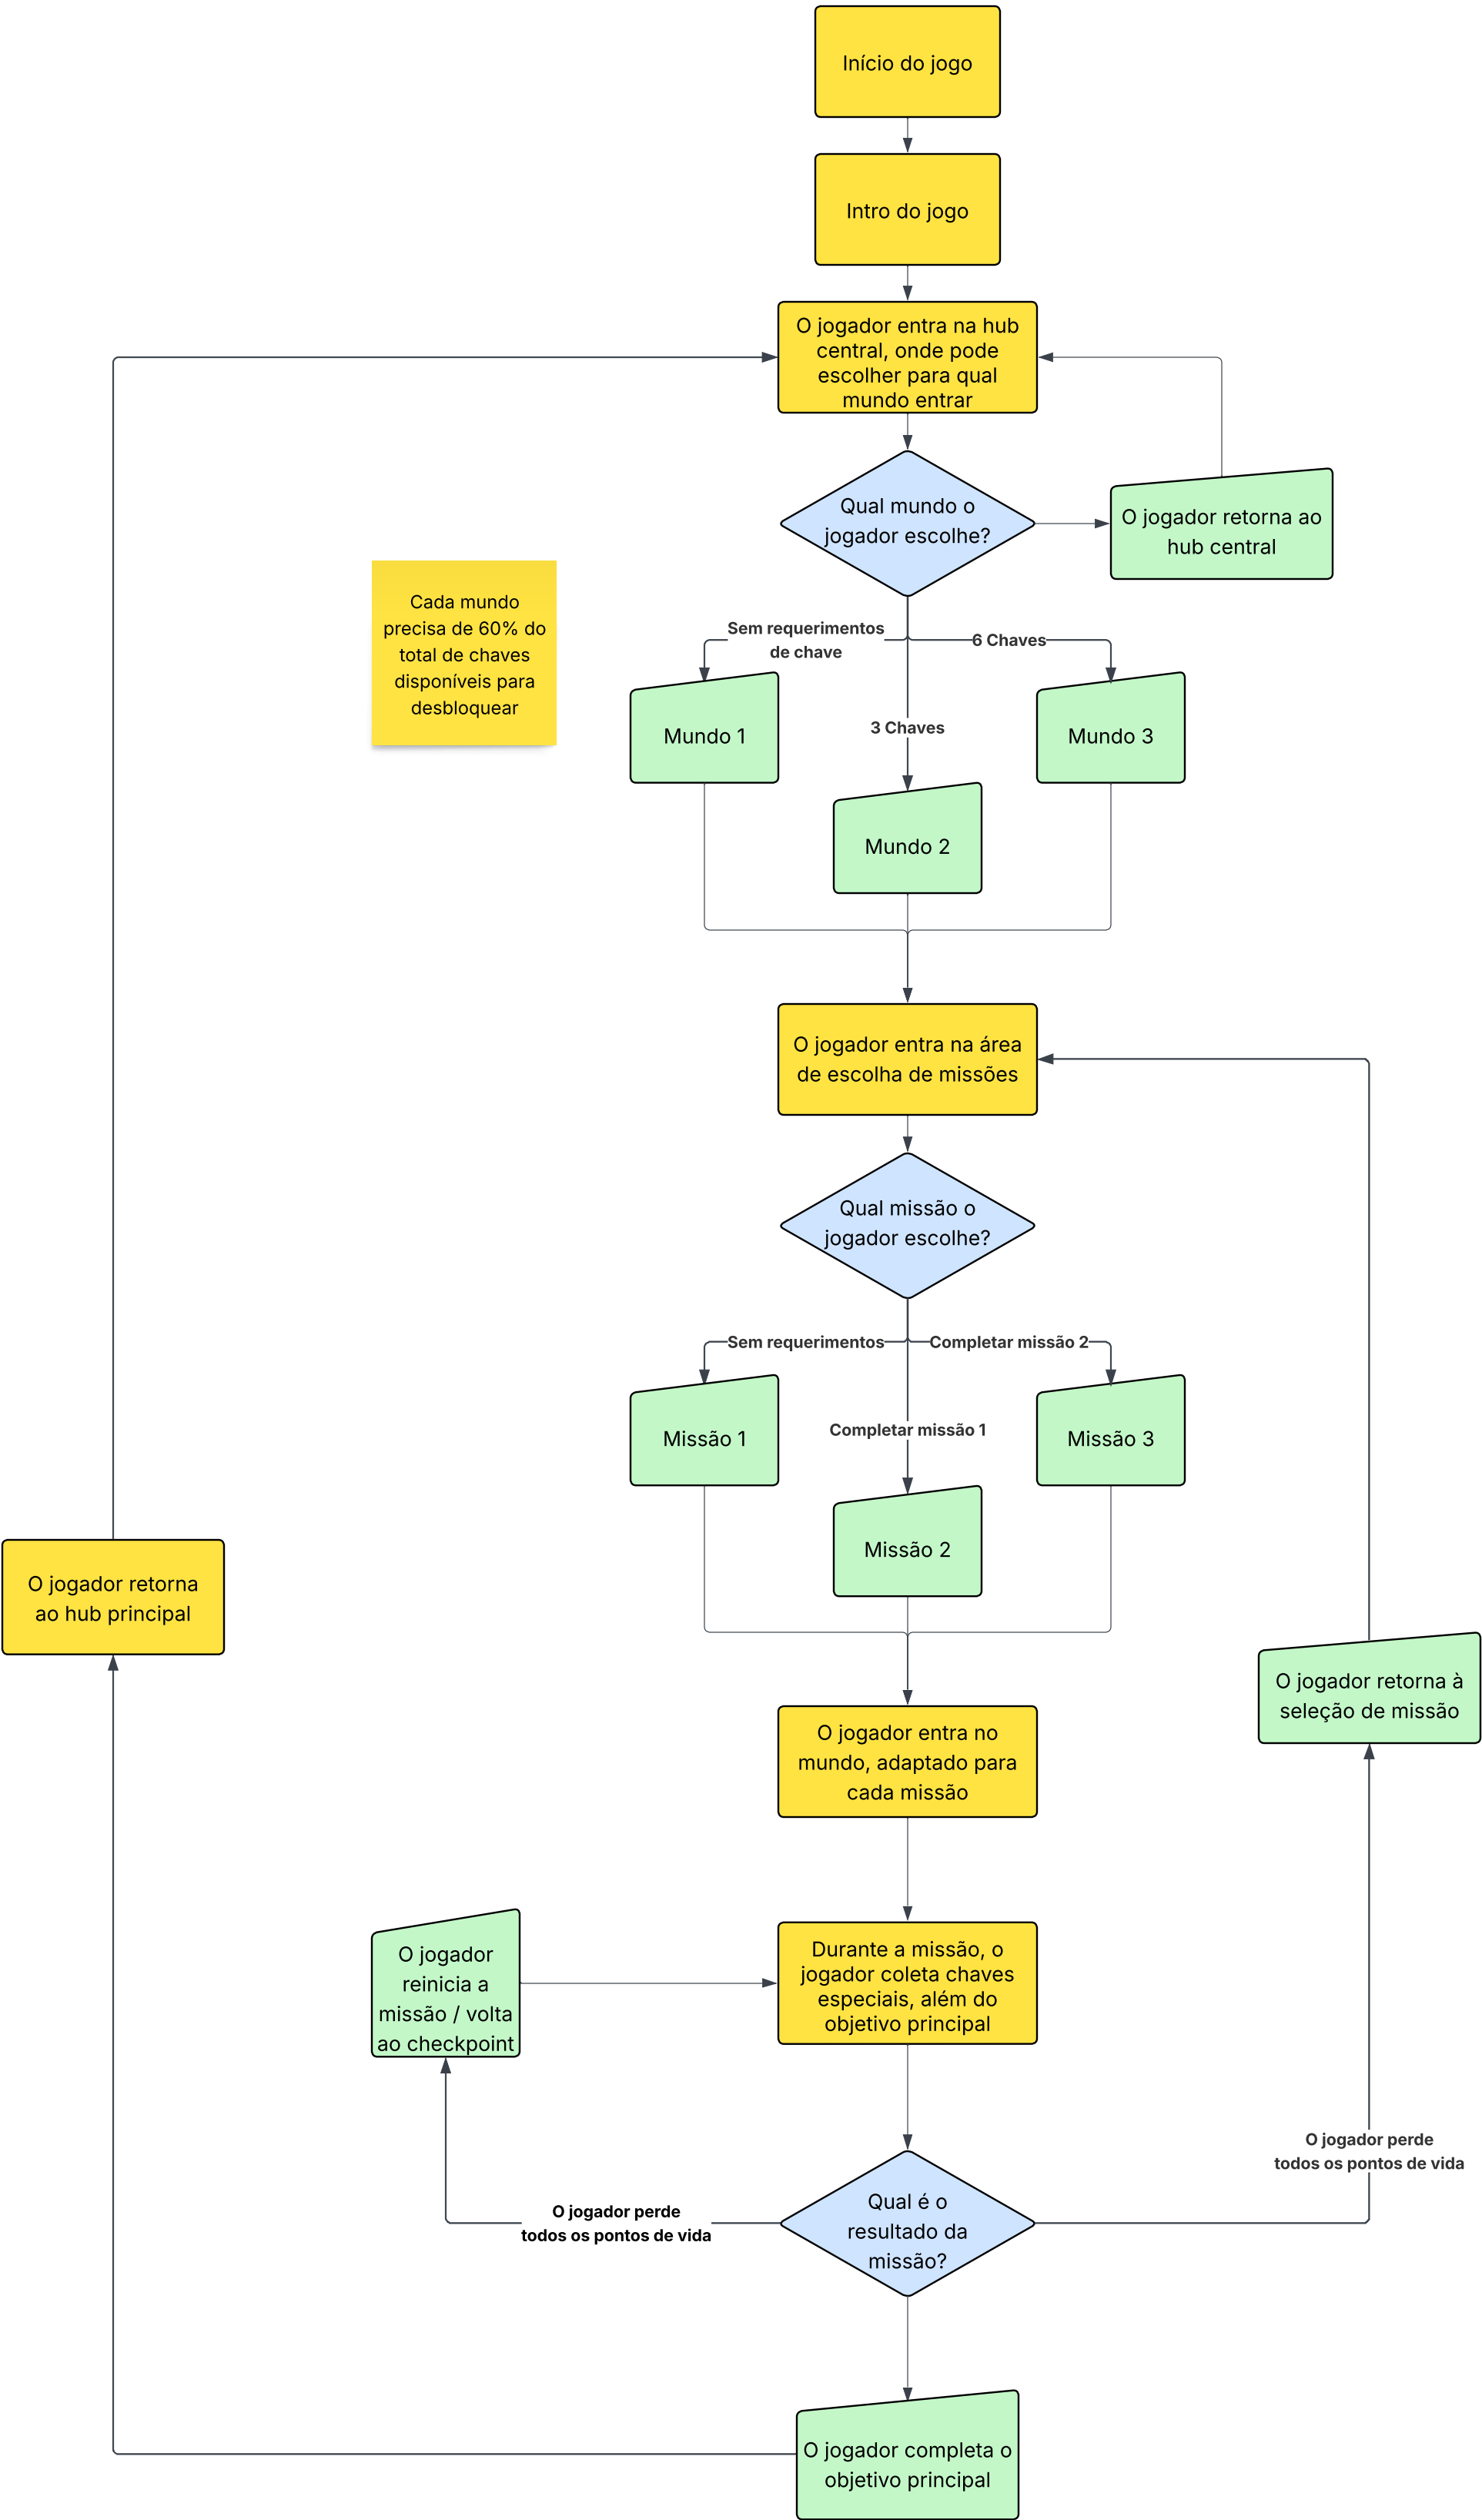 Início do jogo
Intro do jogo
O jogador entra na hub
central, onde pode
escolher para qual
mundo entrar
Qual mundo o
jogador escolhe?
O jogador retorna ao
hub central
Cada mundo
precisa de 60% do
total de chaves
disponíveis para
desbloquear
Sem requerimentos
de chave
6 Chaves
3 Chaves
Mundo 1
Mundo 3
Mundo 2
O jogador entra na área
de escolha de missões
Qual missão o
jogador escolhe?
Sem requerimentos
Completar missão 2
Completar missão 1
Missão 1
Missão 3
Missão 2
O jogador retorna
ao hub principal
O jogador retorna à
seleção de missão
O jogador entra no
mundo, adaptado para
cada missão
O jogador
reinicia a
missão / volta
ao checkpoint
Durante a missão, o
jogador coleta chaves
especiais, além do
objetivo principal
O jogador perde
todos os pontos de vida
O jogador perde
todos os pontos de vida
Qual é o
resultado da
missão?
O jogador completa o
objetivo principal